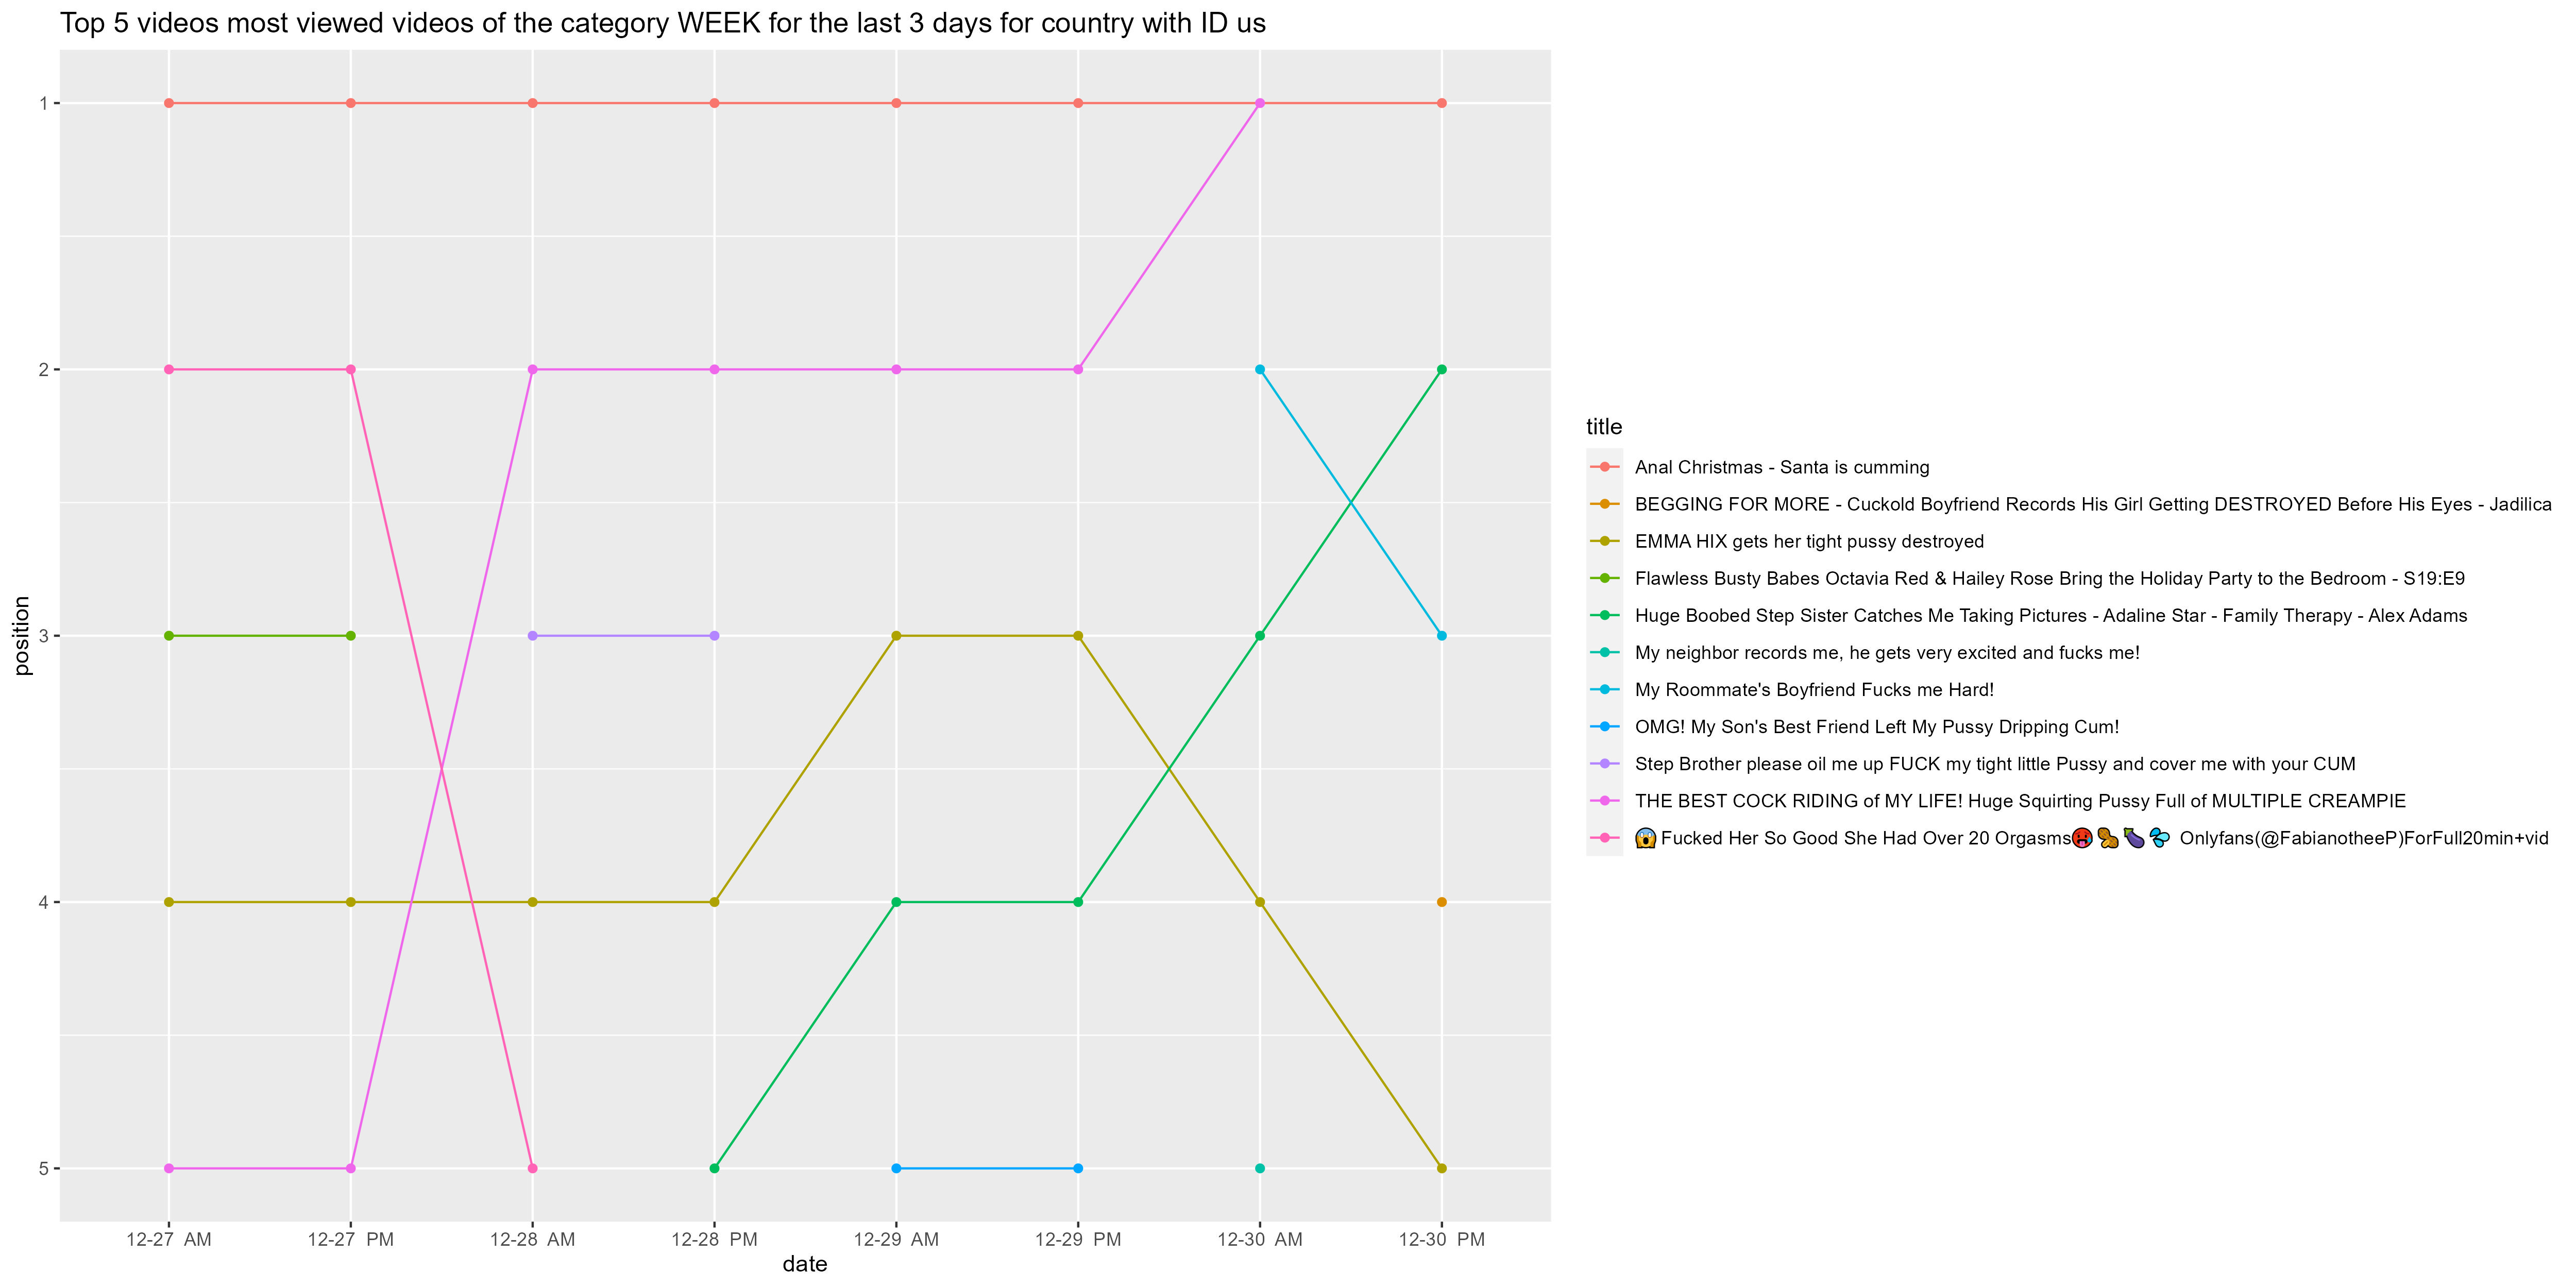 Top 5 videos most viewed videos of the category WEEK for the last 3 days for country with ID us
1
2
3
4
5
position
12-27 AM
12-27 PM
12-28 AM
12-28 PM
12-29 AM
12-29 PM
12-30 AM
12-30 PM
date
title
Anal Christmas - Santa is cumming
BEGGING FOR MORE - Cuckold Boyfriend Records His Girl Getting DESTROYED Before His Eyes - Jadilica
EMMA HIX gets her tight pussy destroyed
Flawless Busty Babes Octavia Red & Hailey Rose Bring the Holiday Party to the Bedroom - S19:E9
Huge Boobed Step Sister Catches Me Taking Pictures - Adaline Star - Family Therapy - Alex Adams
My neighbor records me, he gets very excited and fucks me!
My Roommate's Boyfriend Fucks me Hard!
OMG! My Son's Best Friend Left My Pussy Dripping Cum!
Step Brother please oil me up FUCK my tight little Pussy and cover me with your CUM
THE BEST COCK RIDING of MY LIFE! Huge Squirting Pussy Full of MULTIPLE CREAMPIE
😱 Fucked Her So Good She Had Over 20 Orgasms🥵 🥜 🍆 💦 Onlyfans(@FabianotheeP)ForFull20min+vid